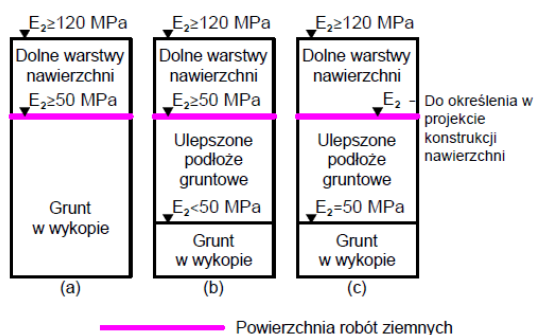 E₂≥120 MPa
Dolne warstwy
nawierzchni
E₂≥50 MPa
Grunt
w wykopie
(a)
E₂≥120 MPa
Dolne warstwy
nawierzchni
E₂≥50 MPa
Ulepszone
podłoże
gruntowe
E₂<50 MPa
Grunt
w wykopie
(b)
E₂≥120 MPa
Dolne warstwy
nawierzchni
E₂ - Do określenia w
projekcie
konstrukcji
nawierzchni
Ulepszone
podłoże
gruntowe
E₂=50 MPa
Grunt
w wykopie
(c)
Powierzchnia robót ziemnych